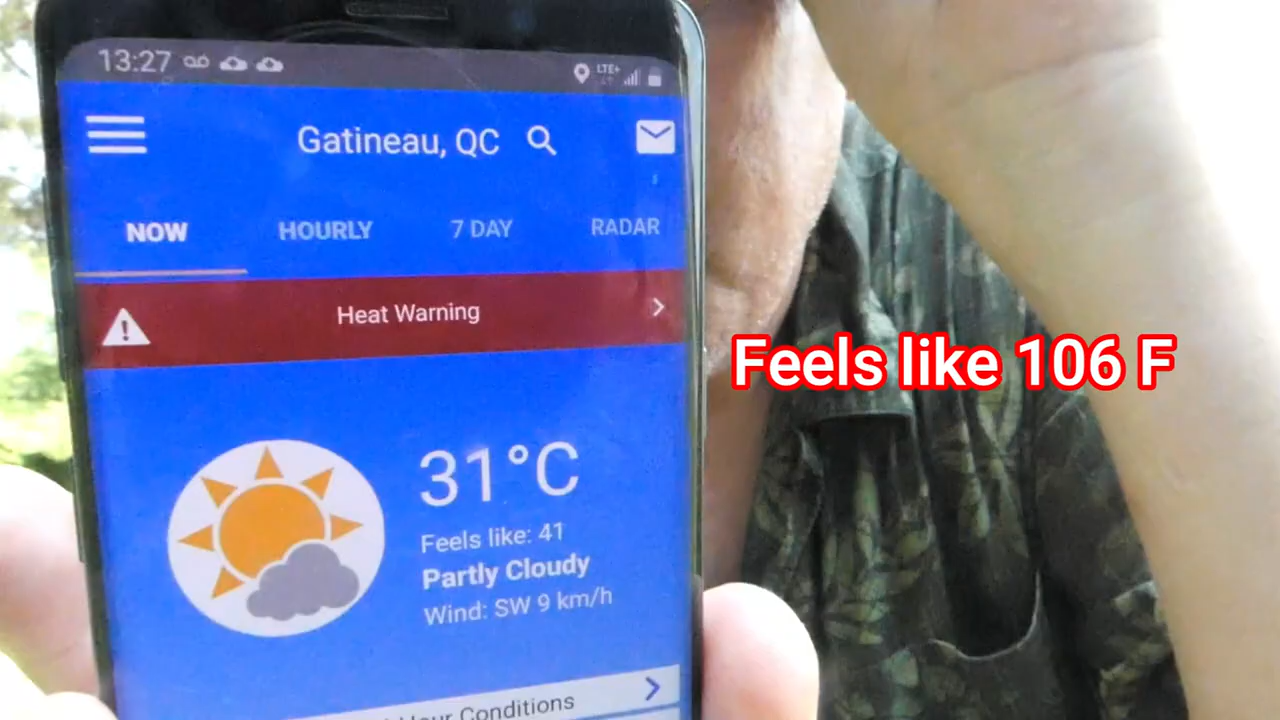 13:27 LTE+
Gatineau, QC
NOW HOURLY 7 DAY RADAR
Heat Warning
Feels like 106 F
31°C
Feels like: 41
Partly Cloudy
Wind: SW 9 km/h
Hour Conditions